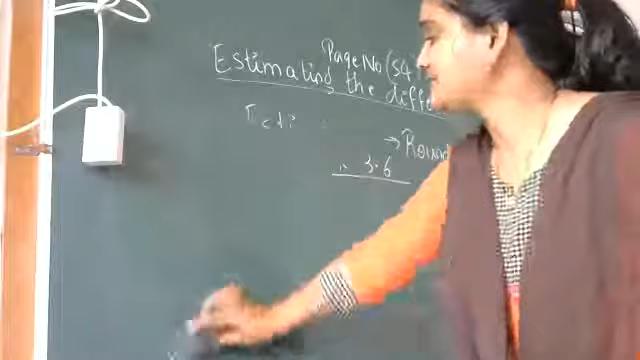 Page No (54)
Estimating the diffe
→ Round
3.6